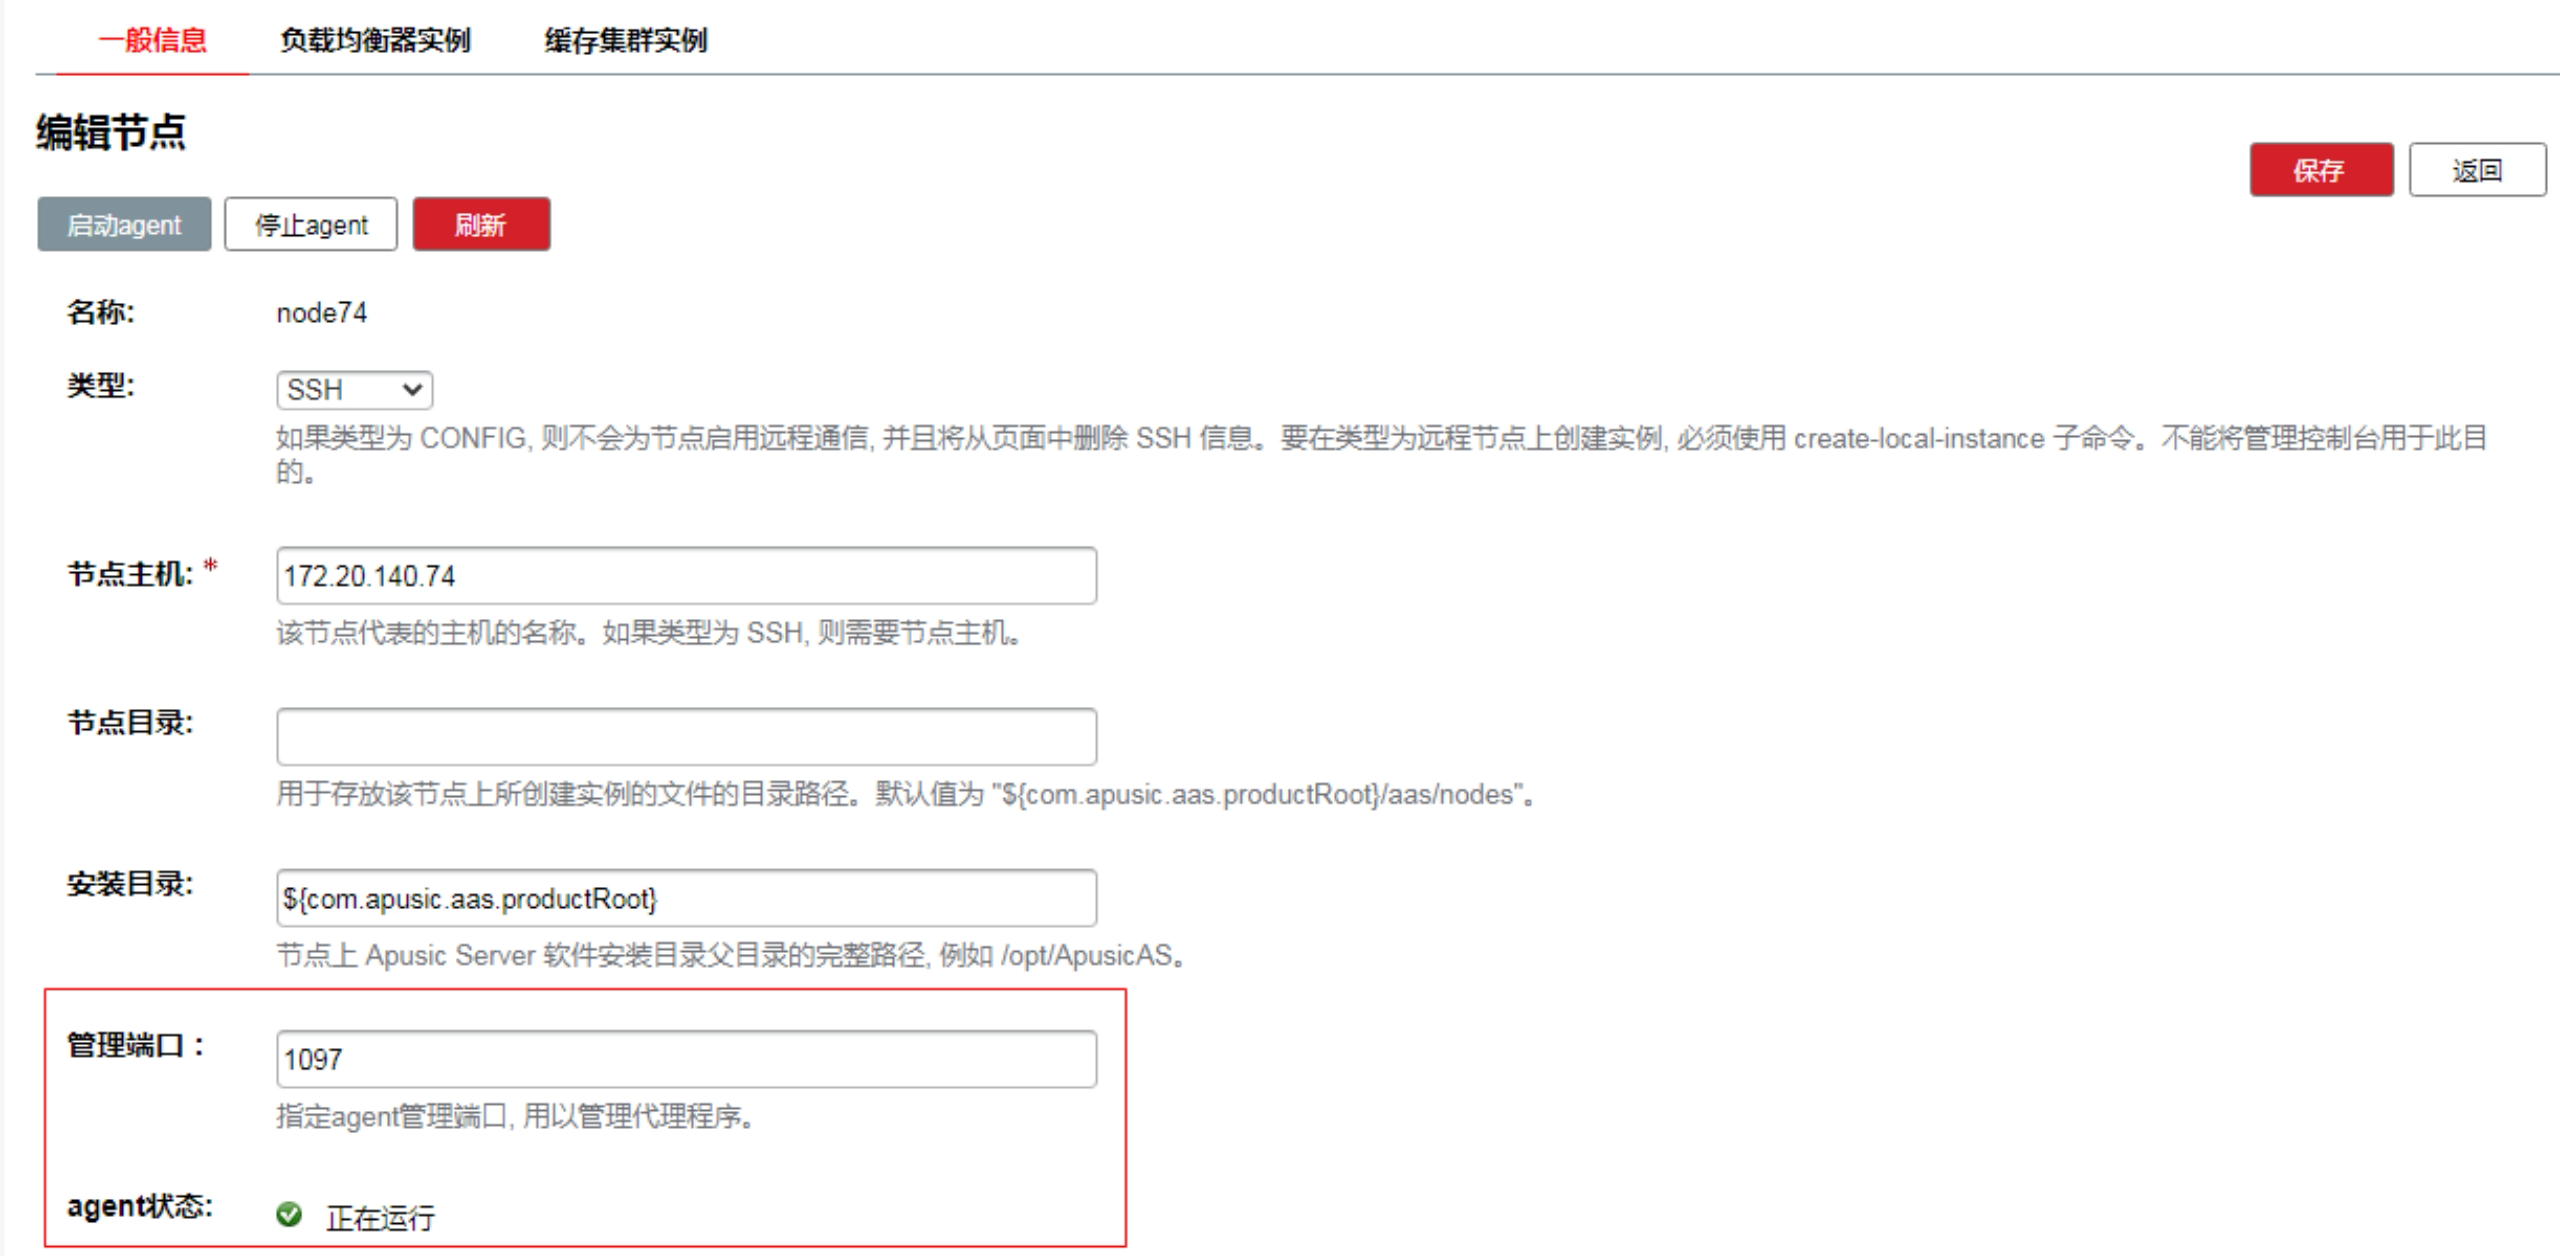 一般信息 负载均衡器实例 缓存集群实例
编辑节点
保存 返回
启动agent 停止agent 刷新
名称: node74
类型: SSH
如果类型为 CONFIG, 则不会为节点启用远程通信, 并且将从页面中删除 SSH 信息。要在类型为远程节点上创建实例, 必须使用 create-local-instance 子命令。不能将管理控制台用于此目
的。
节点主机: * 172.20.140.74
该节点代表的主机的名称。如果类型为 SSH, 则需要节点主机。
节点目录:
用于存放该节点上所创建实例的文件的目录路径。默认值为 "${com.apusic.aas.productRoot}/aas/nodes"。
安装目录: ${com.apusic.aas.productRoot}
节点上 Apusic Server 软件安装目录父目录的完整路径, 例如 /opt/ApusicAS。
管理端口： 1097
指定agent管理端口, 用以管理代理程序。
agent状态: 正在运行